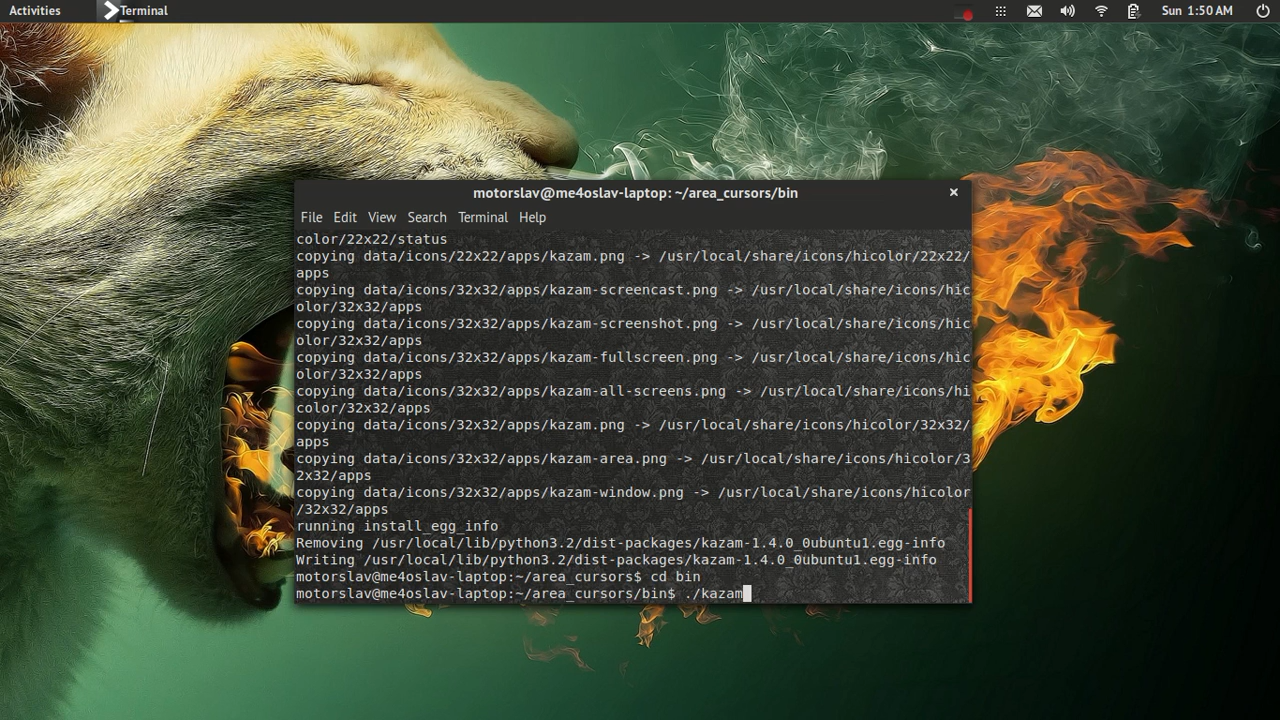 Activities
Terminal
Sun 1:50 AM
motorslav@me4oslav-laptop: ~/area_cursors/bin
File Edit View Search Terminal Help
color/22x22/status
copying data/icons/22x22/apps/kazam.png -> /usr/local/share/icons/hicolor/22x22/
apps
copying data/icons/32x32/apps/kazam-screencast.png -> /usr/local/share/icons/hic
olor/32x32/apps
copying data/icons/32x32/apps/kazam-screenshot.png -> /usr/local/share/icons/hic
olor/32x32/apps
copying data/icons/32x32/apps/kazam-fullscreen.png -> /usr/local/share/icons/hic
olor/32x32/apps
copying data/icons/32x32/apps/kazam-all-screens.png -> /usr/local/share/icons/hi
color/32x32/apps
copying data/icons/32x32/apps/kazam.png -> /usr/local/share/icons/hicolor/32x32/
apps
copying data/icons/32x32/apps/kazam-area.png -> /usr/local/share/icons/hicolor/3
2x32/apps
copying data/icons/32x32/apps/kazam-window.png -> /usr/local/share/icons/hicolor
/32x32/apps
running install_egg_info
Removing /usr/local/lib/python3.2/dist-packages/kazam-1.4.0_0ubuntu1.egg-info
Writing /usr/local/lib/python3.2/dist-packages/kazam-1.4.0_0ubuntu1.egg-info
motorslav@me4oslav-laptop:~/area_cursors$ cd bin
motorslav@me4oslav-laptop:~/area_cursors/bin$ ./kazam